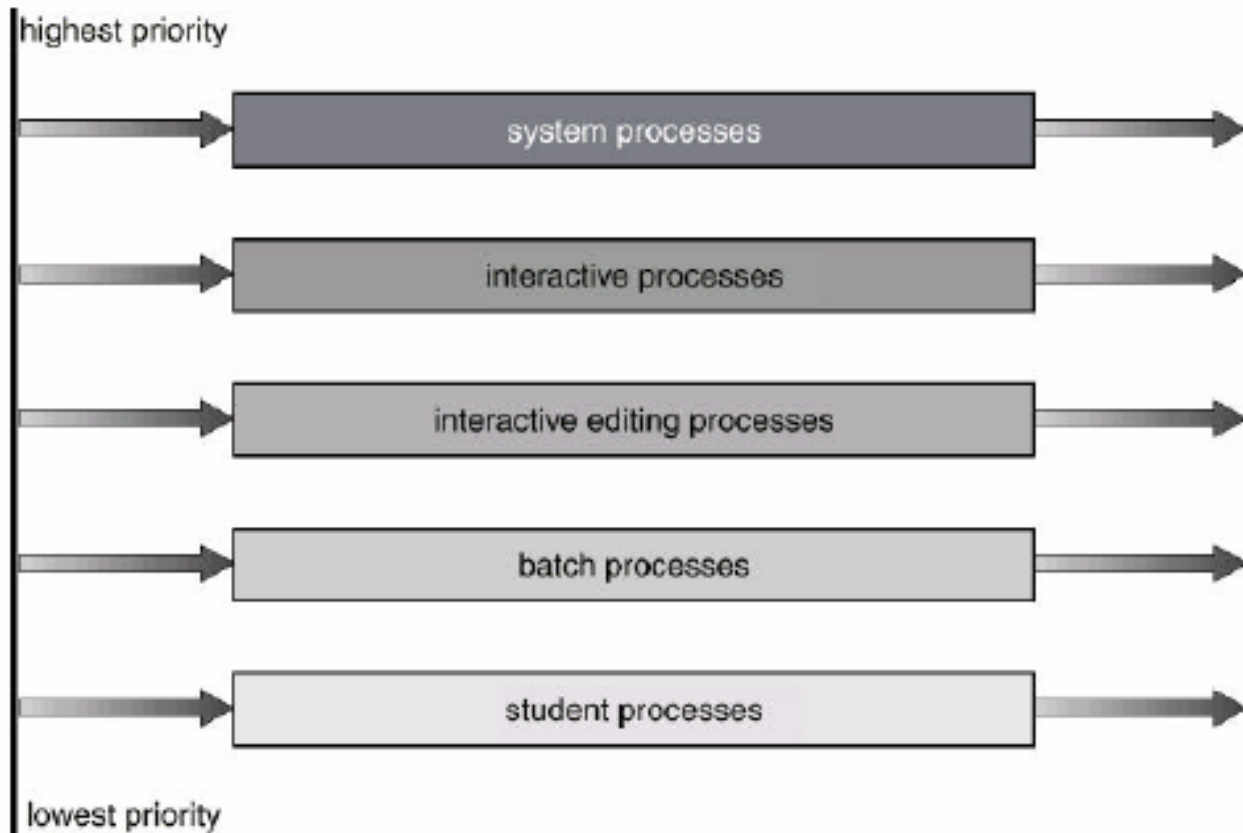 highest priority
system processes
interactive processes
interactive editing processes
batch processes
student processes
lowest priority